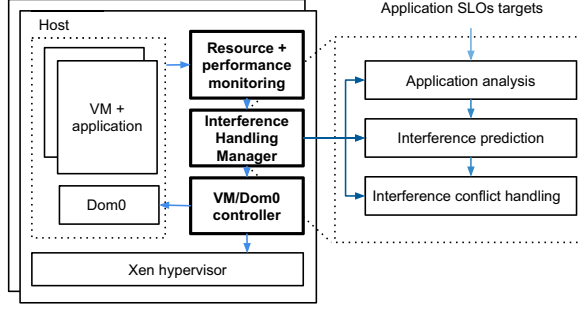 Application SLOs targets
Host
Resource +
performance
monitoring
VM +
application
Application analysis
Interference
Handling
Manager
Interference prediction
VM/Dom0
controller
Dom0
Interference conflict handling
Xen hypervisor